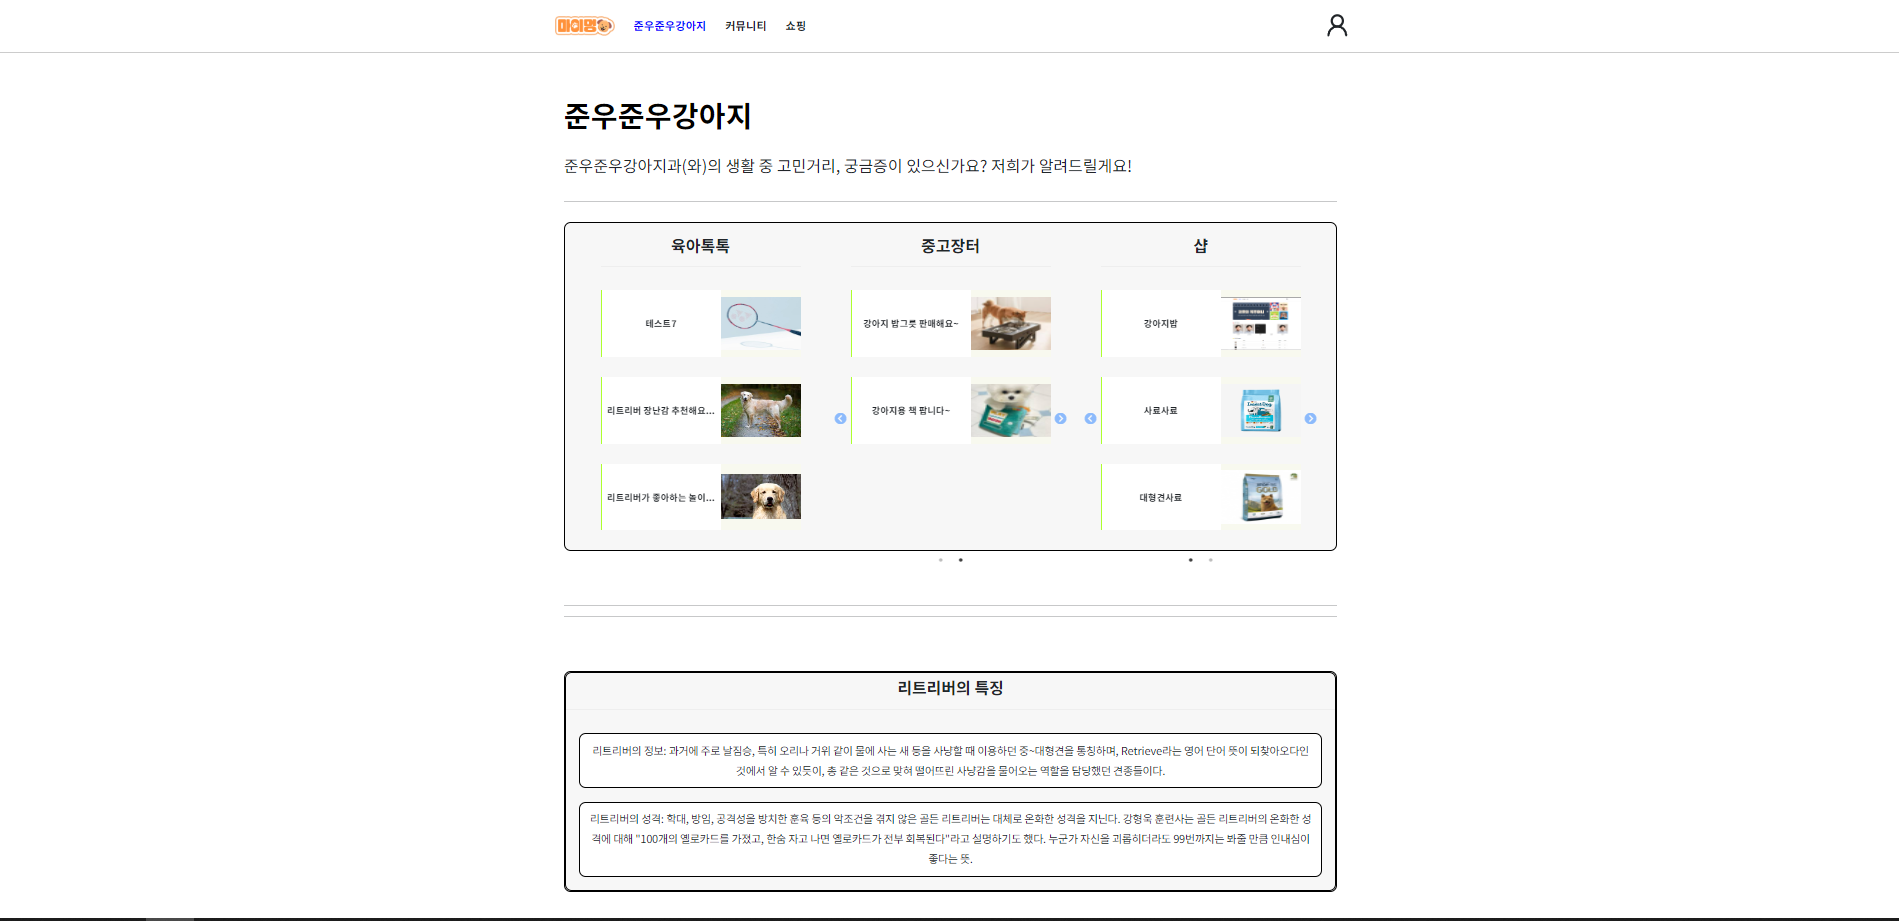 마이멍
준우준우강아지 커뮤니티 쇼핑
준우준우강아지
준우준우강아지과(와)의 생활 중 고민거리, 궁금증이 있으신가요? 저희가 알려드릴게요!
육아톡톡
테스트7
리트리버 장난감 추천해요...
리트리버가 좋아하는 놀이...
중고장터
강아지 밥그릇 판매해요~
강아지용 책 팝니다~
샵
강아지밥
사료사료
대형견사료
리트리버의 특징
리트리버의 정보: 과거에 주로 날짐승, 특히 오리나 거위 같이 물에 사는 새 등을 사냥할 때 이용하던 중~대형견을 통칭하며, Retrieve라는 영어 단어 뜻이 되찾아오다인
것에서 알 수 있듯이, 총 같은 것으로 맞혀 떨어뜨린 사냥감을 물어오는 역할을 담당했던 견종들이다.
리트리버의 성격: 학대, 방임, 공격성을 방치한 훈육 등의 악조건을 겪지 않은 골든 리트리버는 대체로 온화한 성격을 지닌다. 강형욱 훈련사는 골든 리트리버의 온화한 성
격에 대해 "100개의 옐로카드를 가졌고, 한숨 자고 나면 옐로카드가 전부 회복된다"라고 설명하기도 했다. 누군가 자신을 괴롭히더라도 99번까지는 봐줄 만큼 인내심이
좋다는 뜻.